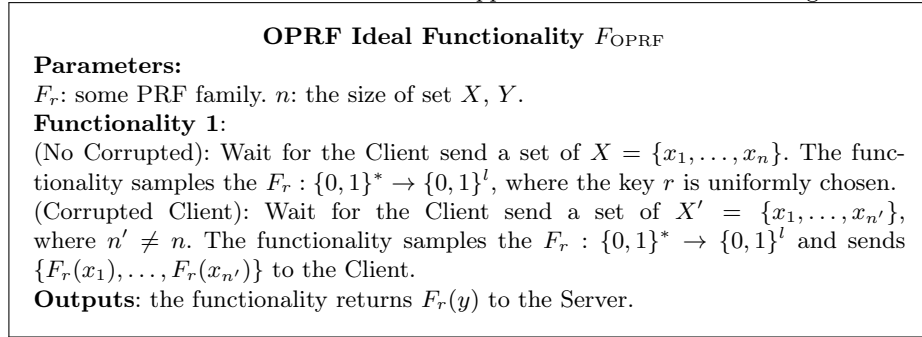 OPRF Ideal Functionality F_OPRF
Parameters:
F_r: some PRF family. n: the size of set X, Y.
Functionality 1:
(No Corrupted): Wait for the Client send a set of X = {x_1, . . . , x_n}. The func-
tionality samples the F_r : {0, 1}^* → {0, 1}^l, where the key r is uniformly chosen.
(Corrupted Client): Wait for the Client send a set of X′ = {x_1, . . . , x_{n′}},
where n′ ≠ n. The functionality samples the F_r : {0, 1}^* → {0, 1}^l and sends
{F_r(x_1), . . . , F_r(x_{n′})} to the Client.
Outputs: the functionality returns F_r(y) to the Server.